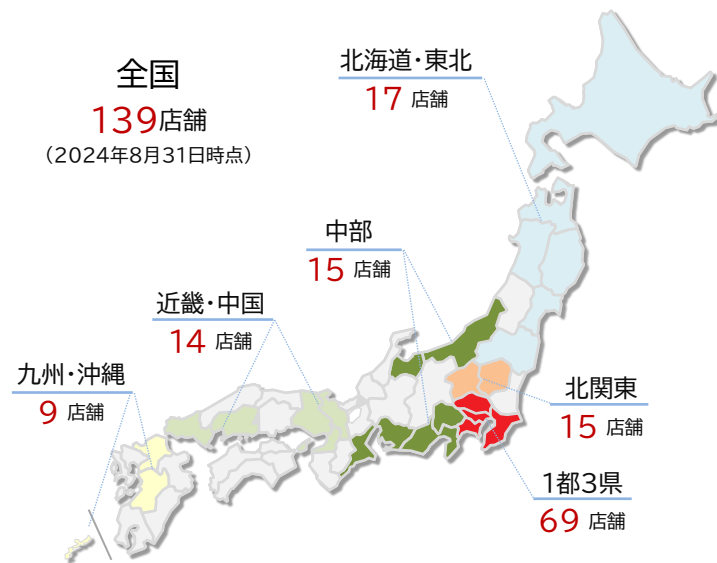 全国
139店舗
（2024年8月31日時点）
北海道・東北
17 店舗
中部
15 店舗
近畿・中国
14 店舗
九州・沖縄
9 店舗
北関東
15 店舗
1都3県
69 店舗